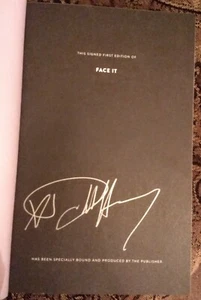 THIS SIGNED FIRST EDITION OF
FACE IT
HAS BEEN SPECIALLY BOUND AND PRODUCED BY THE PUBLISHER